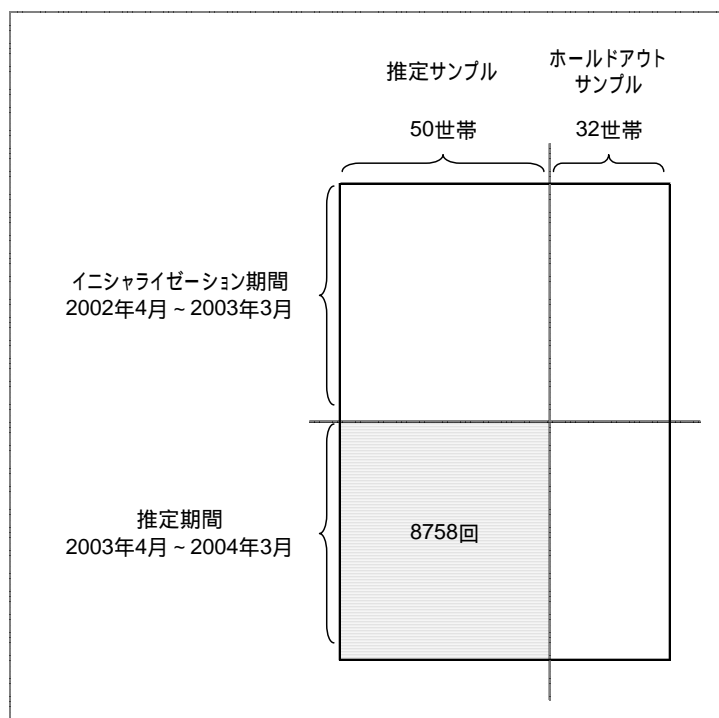 推定サンプル
ホールドアウト
サンプル
50世帯
32世帯
イニシャライゼーション期間
2002年4月~2003年3月
推定期間
2003年4月~2004年3月
8758回